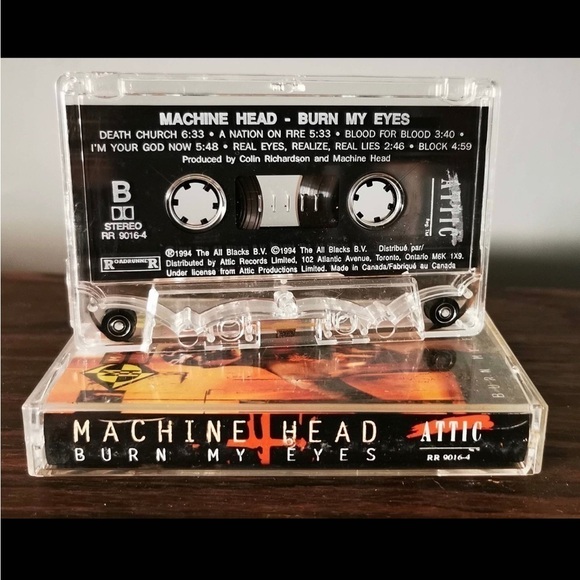 MACHINE HEAD - BURN MY EYES
DEATH CHURCH 6:33 • A NATION ON FIRE 5:33 • BLOOD FOR BLOOD 3:40 •
I'M YOUR GOD NOW 5:48 • REAL EYES, REALIZE, REAL LIES 2:46 • BLOCK 4:59
Produced by Colin Richardson and Machine Head
B
STEREO
RR 9016-4
ATTIC
Reg TM
ROADRUNNER
℗1994 The All Blacks B.V. ©1994 The All Blacks B.V. Distribué par/
Distributed by Attic Records Limited, 102 Atlantic Avenue, Toronto, Ontario M6K 1X9.
Under license from Attic Productions Limited. Made in Canada/Fabriqué au Canada
BURN M
MACHINE HEAD
BURN MY EYES
ATTIC
RR 9016-4